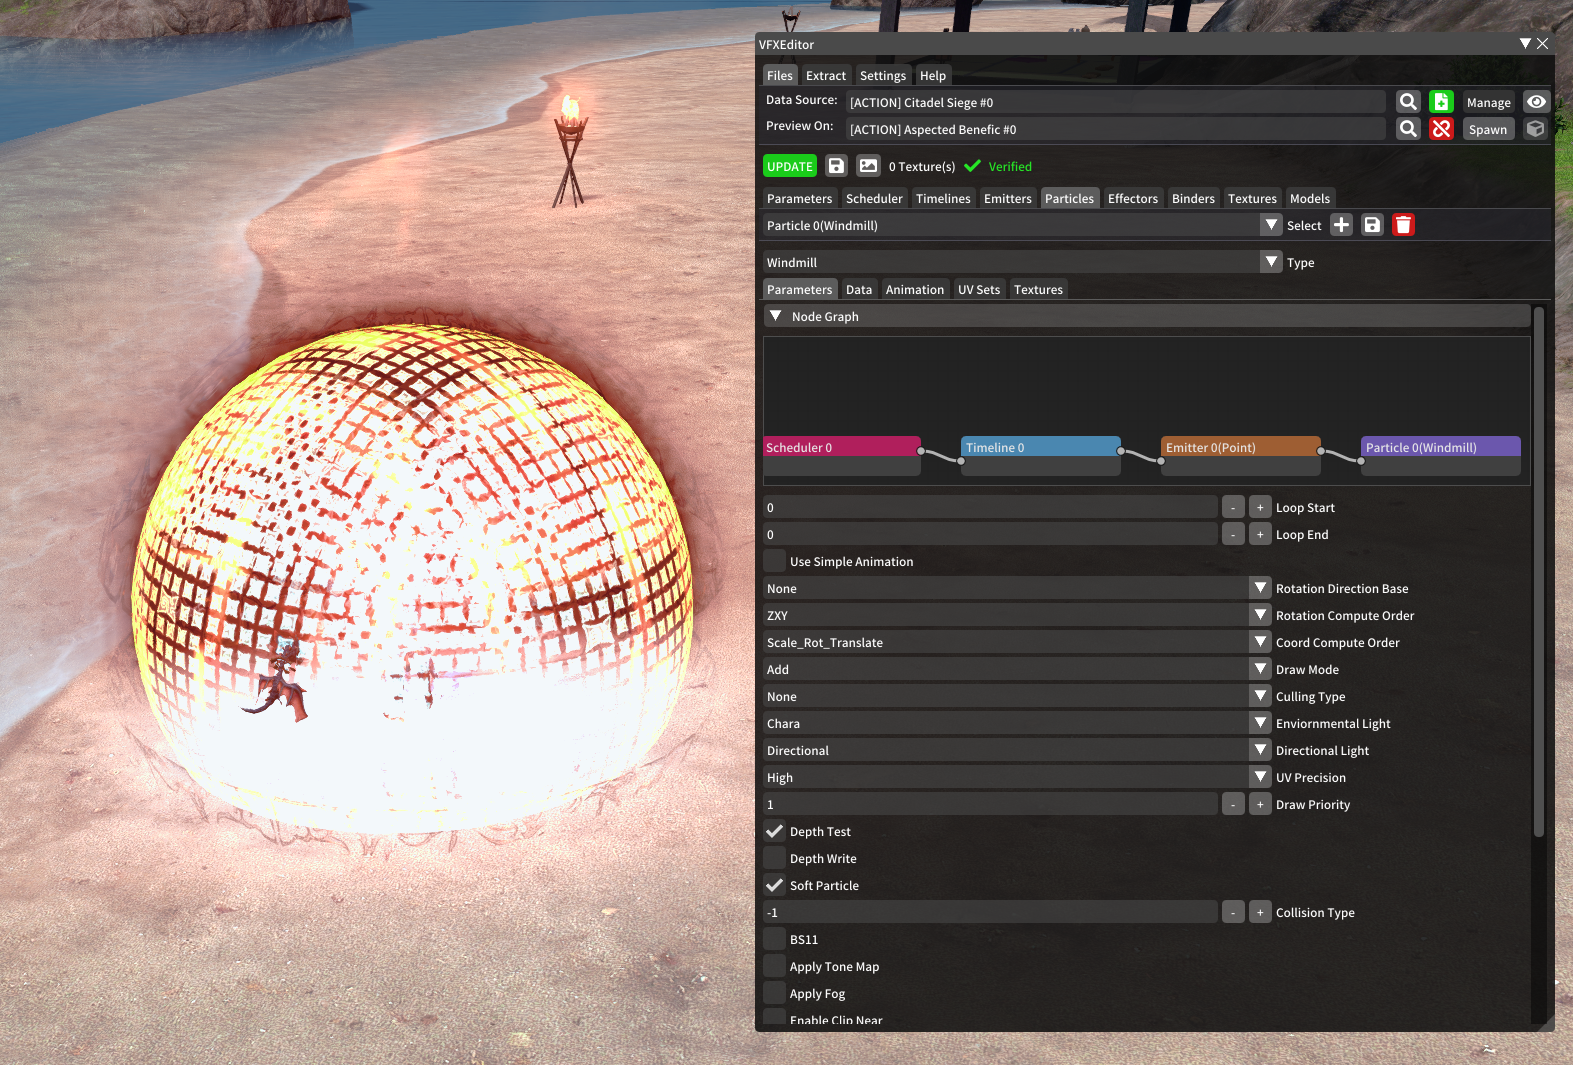 VFXEditor
Files Extract Settings Help
Data Source: [ACTION] Citadel Siege #0 Manage
Preview On: [ACTION] Aspected Benefic #0 Spawn
UPDATE 0 Texture(s) Verified
Parameters Scheduler Timelines Emitters Particles Effectors Binders Textures Models
Particle 0(Windmill) Select
Windmill Type
Parameters Data Animation UV Sets Textures
Node Graph
Scheduler 0 Timeline 0 Emitter 0(Point) Particle 0(Windmill)
0 - + Loop Start
0 - + Loop End
Use Simple Animation
None Rotation Direction Base
ZXY Rotation Compute Order
Scale_Rot_Translate Coord Compute Order
Add Draw Mode
None Culling Type
Chara Enviornmental Light
Directional Directional Light
High UV Precision
1 - + Draw Priority
Depth Test
Depth Write
Soft Particle
-1 - + Collision Type
BS11
Apply Tone Map
Apply Fog
Enable Clip Near